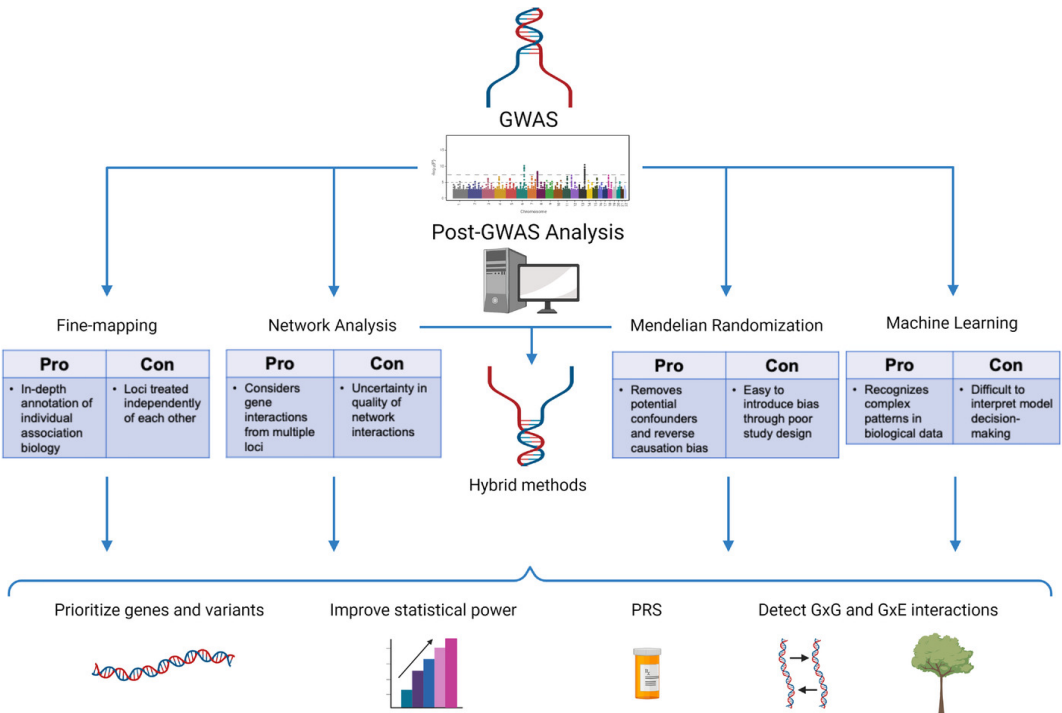 GWAS
Chromosome
Post-GWAS Analysis
Fine-mapping
Network Analysis
Mendelian Randomization
Machine Learning
Pro
Con
• In-depth
annotation of
individual
association
biology
• Loci treated
independently
of each other
Pro
Con
• Considers
gene
interactions
from multiple
loci
• Uncertainty in
quality of
network
interactions
Pro
Con
• Removes
potential
confounders
and reverse
causation bias
• Easy to
introduce bias
through poor
study design
Pro
Con
• Recognizes
complex
patterns in
biological data
• Difficult to
interpret model
decision-
making
Hybrid methods
Prioritize genes and variants
Improve statistical power
PRS
Detect GxG and GxE interactions